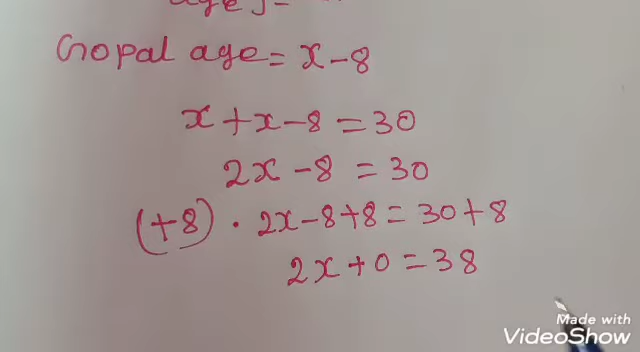 Gopal age = x - 8
x + x - 8 = 30
2x - 8 = 30
(+8) . 2x - 8 + 8 = 30 + 8
2x + 0 = 38
Made with
VideoShow